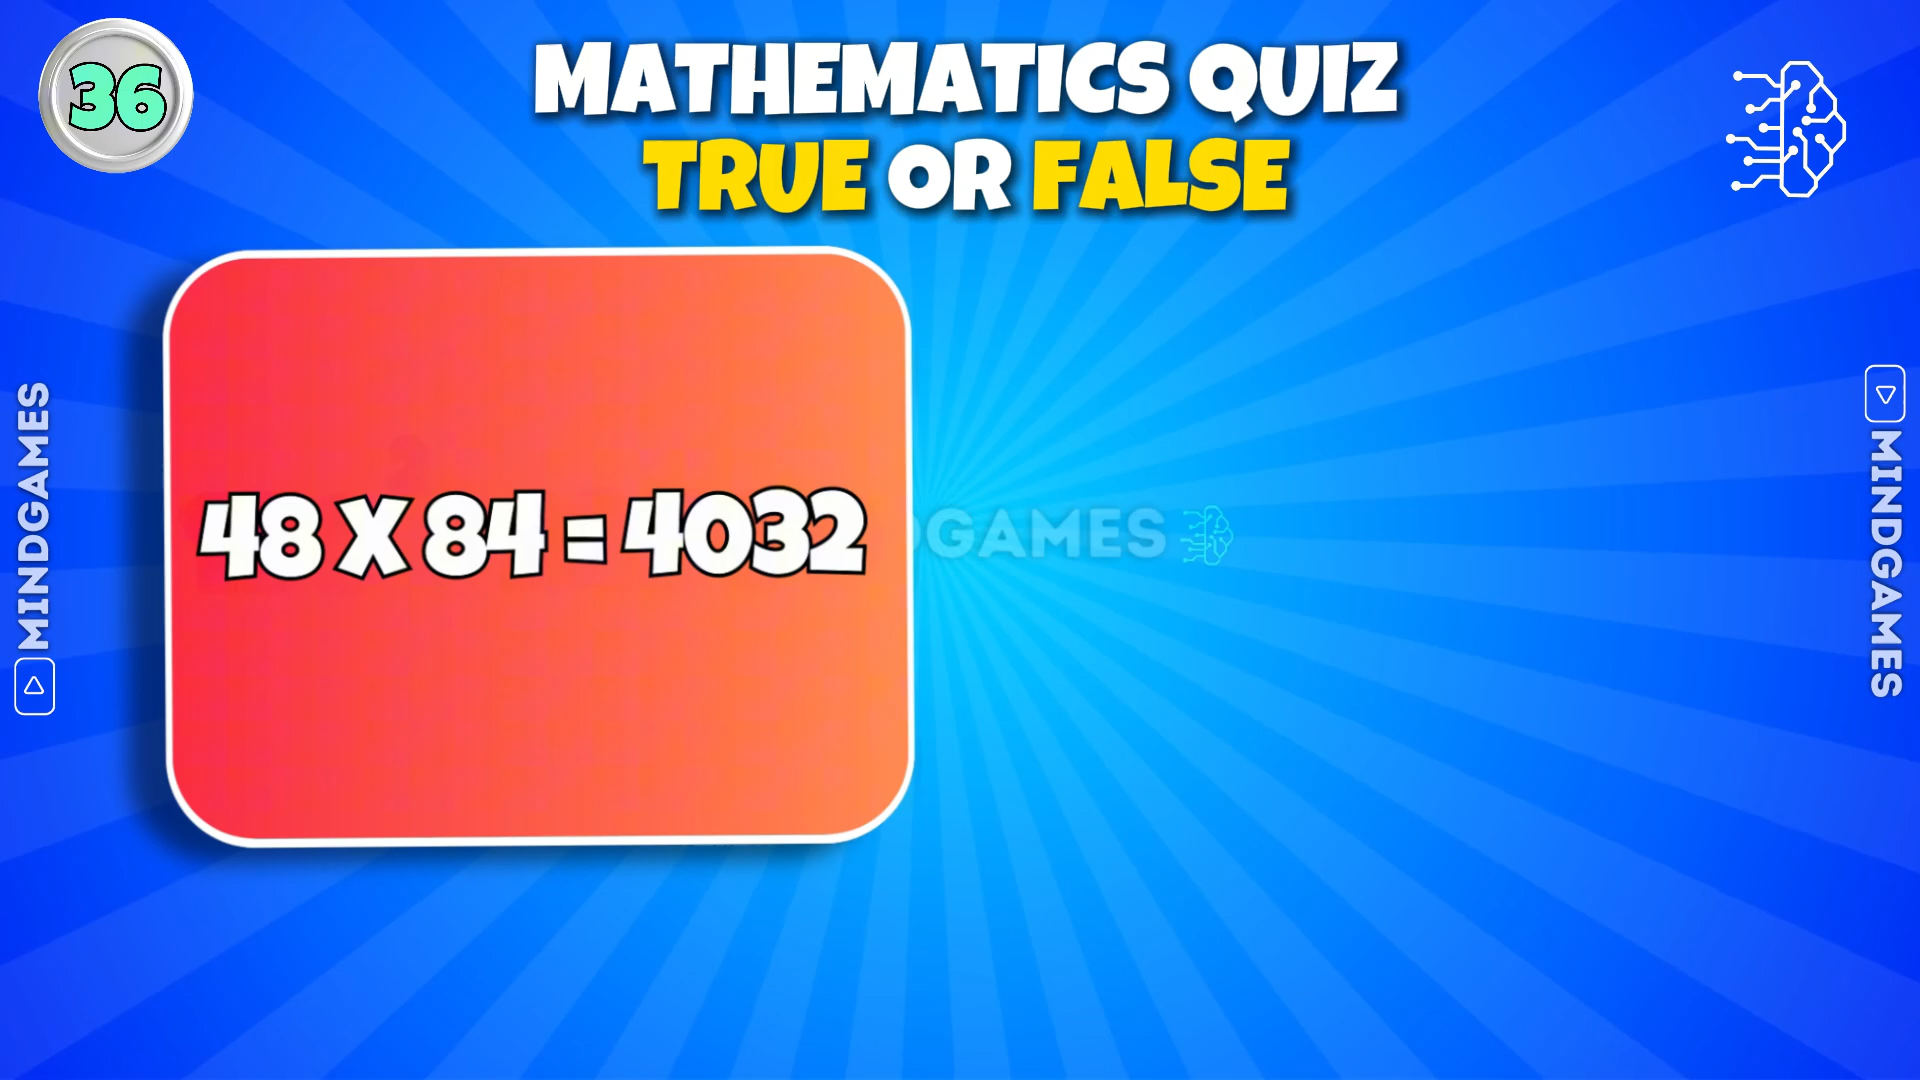 36
MATHEMATICS QUIZ
TRUE OR FALSE
48 X 84 = 4032
MINDGAMES
MINDGAMES